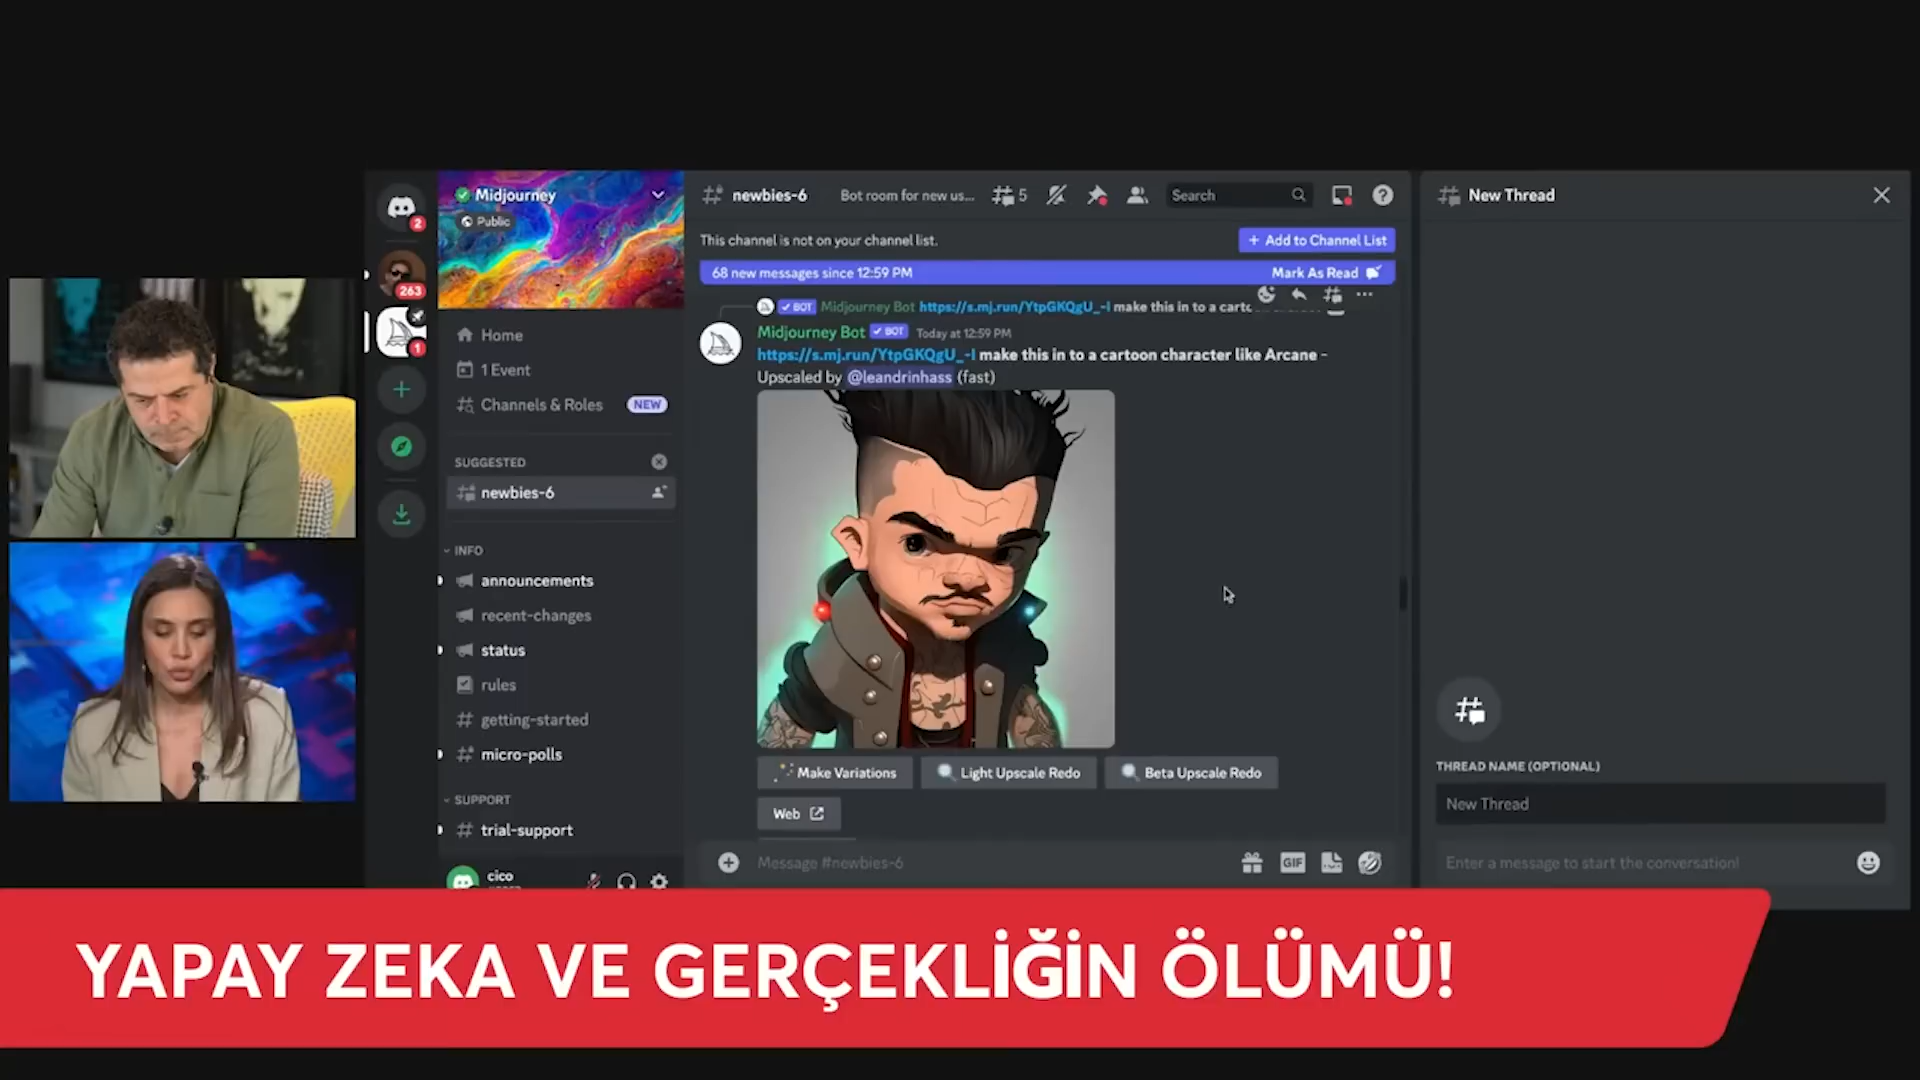 2
263
1
Midjourney
Public
Home
1 Event
Channels & Roles
NEW
SUGGESTED
newbies-6
INFO
announcements
recent-changes
status
rules
getting-started
micro-polls
SUPPORT
trial-support
cico
newbies-6
Bot room for new us...
5
Search
This channel is not on your channel list.
+ Add to Channel List
68 new messages since 12:59 PM
Mark As Read
BOT Midjourney Bot https://s.mj.run/YtpGKQgU_-I make this in to a carto
Midjourney Bot BOT Today at 12:59 PM
https://s.mj.run/YtpGKQgU_-I make this in to a cartoon character like Arcane -
Upscaled by @leandrinhass (fast)
Make Variations
Light Upscale Redo
Beta Upscale Redo
Web
Message #newbies-6
GIF
New Thread
THREAD NAME (OPTIONAL)
New Thread
Enter a message to start the conversation!
YAPAY ZEKA VE GERÇEKLİĞİN ÖLÜMÜ!